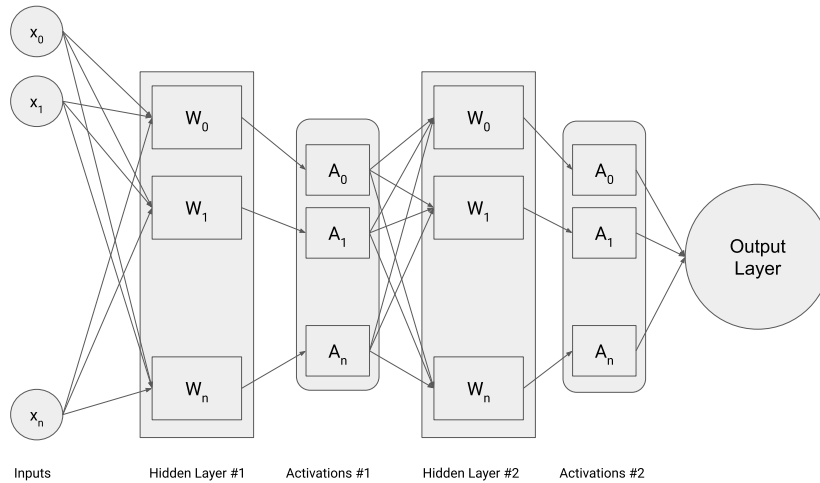 x0
x1
xn
W0
W1
Wn
A0
A1
An
W0
W1
Wn
A0
A1
An
Output
Layer
Inputs
Hidden Layer #1
Activations #1
Hidden Layer #2
Activations #2